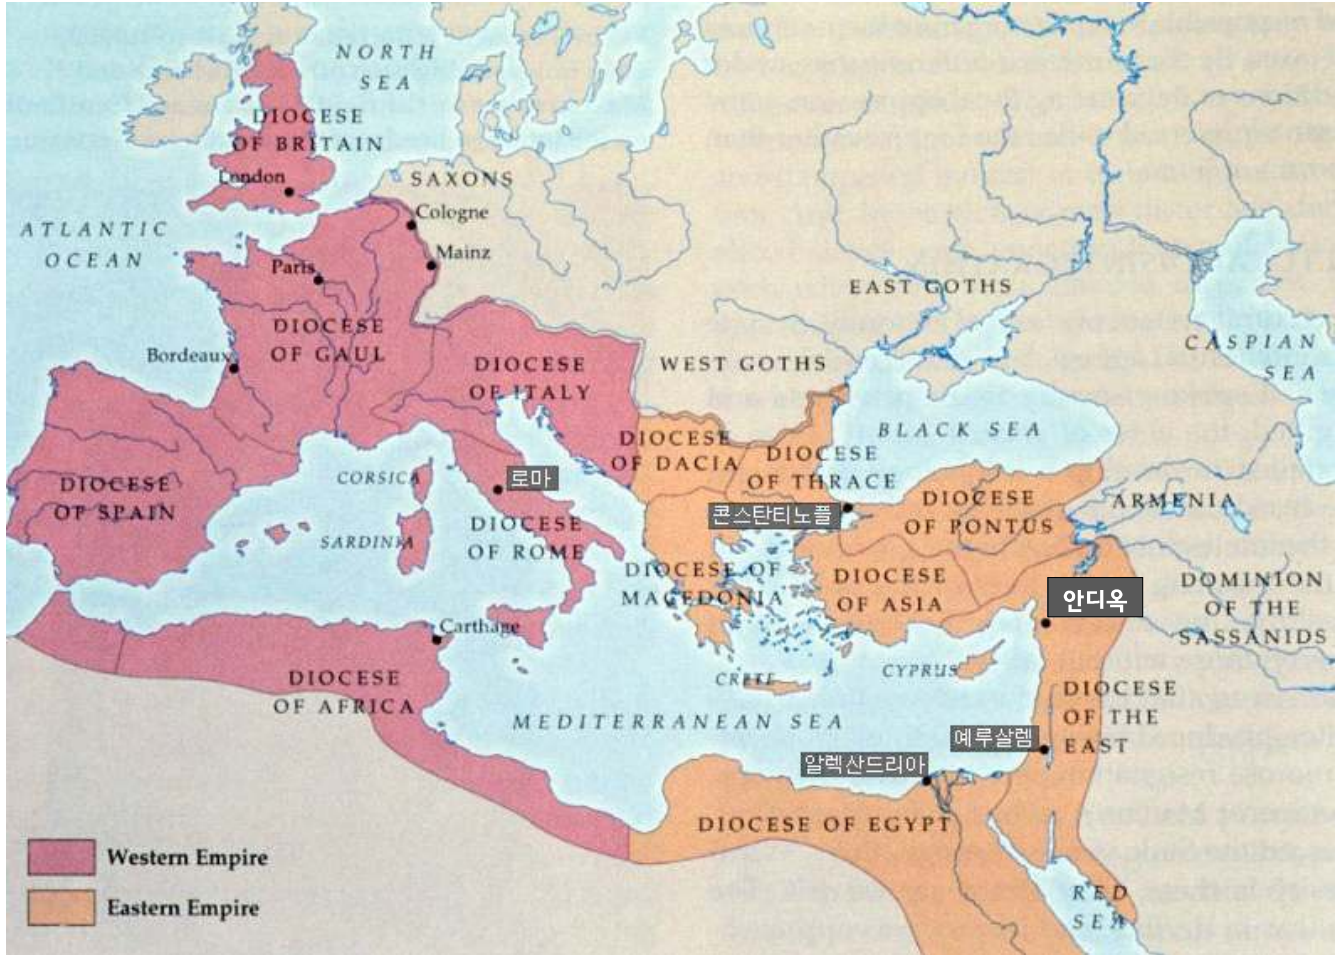 NORTH
SEA
DIOCESE
OF BRITAIN
London
SAXONS
Cologne
ATLANTIC
OCEAN
Mainz
Paris
EAST GOTHS
DIOCESE
OF GAUL
CASPIAN
SEA
Bordeaux
DIOCESE
OF ITALY
WEST GOTHS
BLACK SEA
DIOCESE
OF DACIA
DIOCESE
OF THRACE
CORSICA
로마
DIOCESE
OF SPAIN
DIOCESE
OF PONTUS
ARMENIA
콘스탄티노플
DIOCESE
OF ROME
SARDINIA
DIOCESE OF
MACEDONIA
DIOCESE
OF ASIA
안디옥
DOMINION
OF THE
SASSANIDS
Carthage
DIOCESE
OF AFRICA
CRETE
CYPRUS
DIOCESE
OF THE
EAST
MEDITERRANEAN SEA
예루살렘
알렉산드리아
DIOCESE OF EGYPT
Western Empire
Eastern Empire
RED
SEA